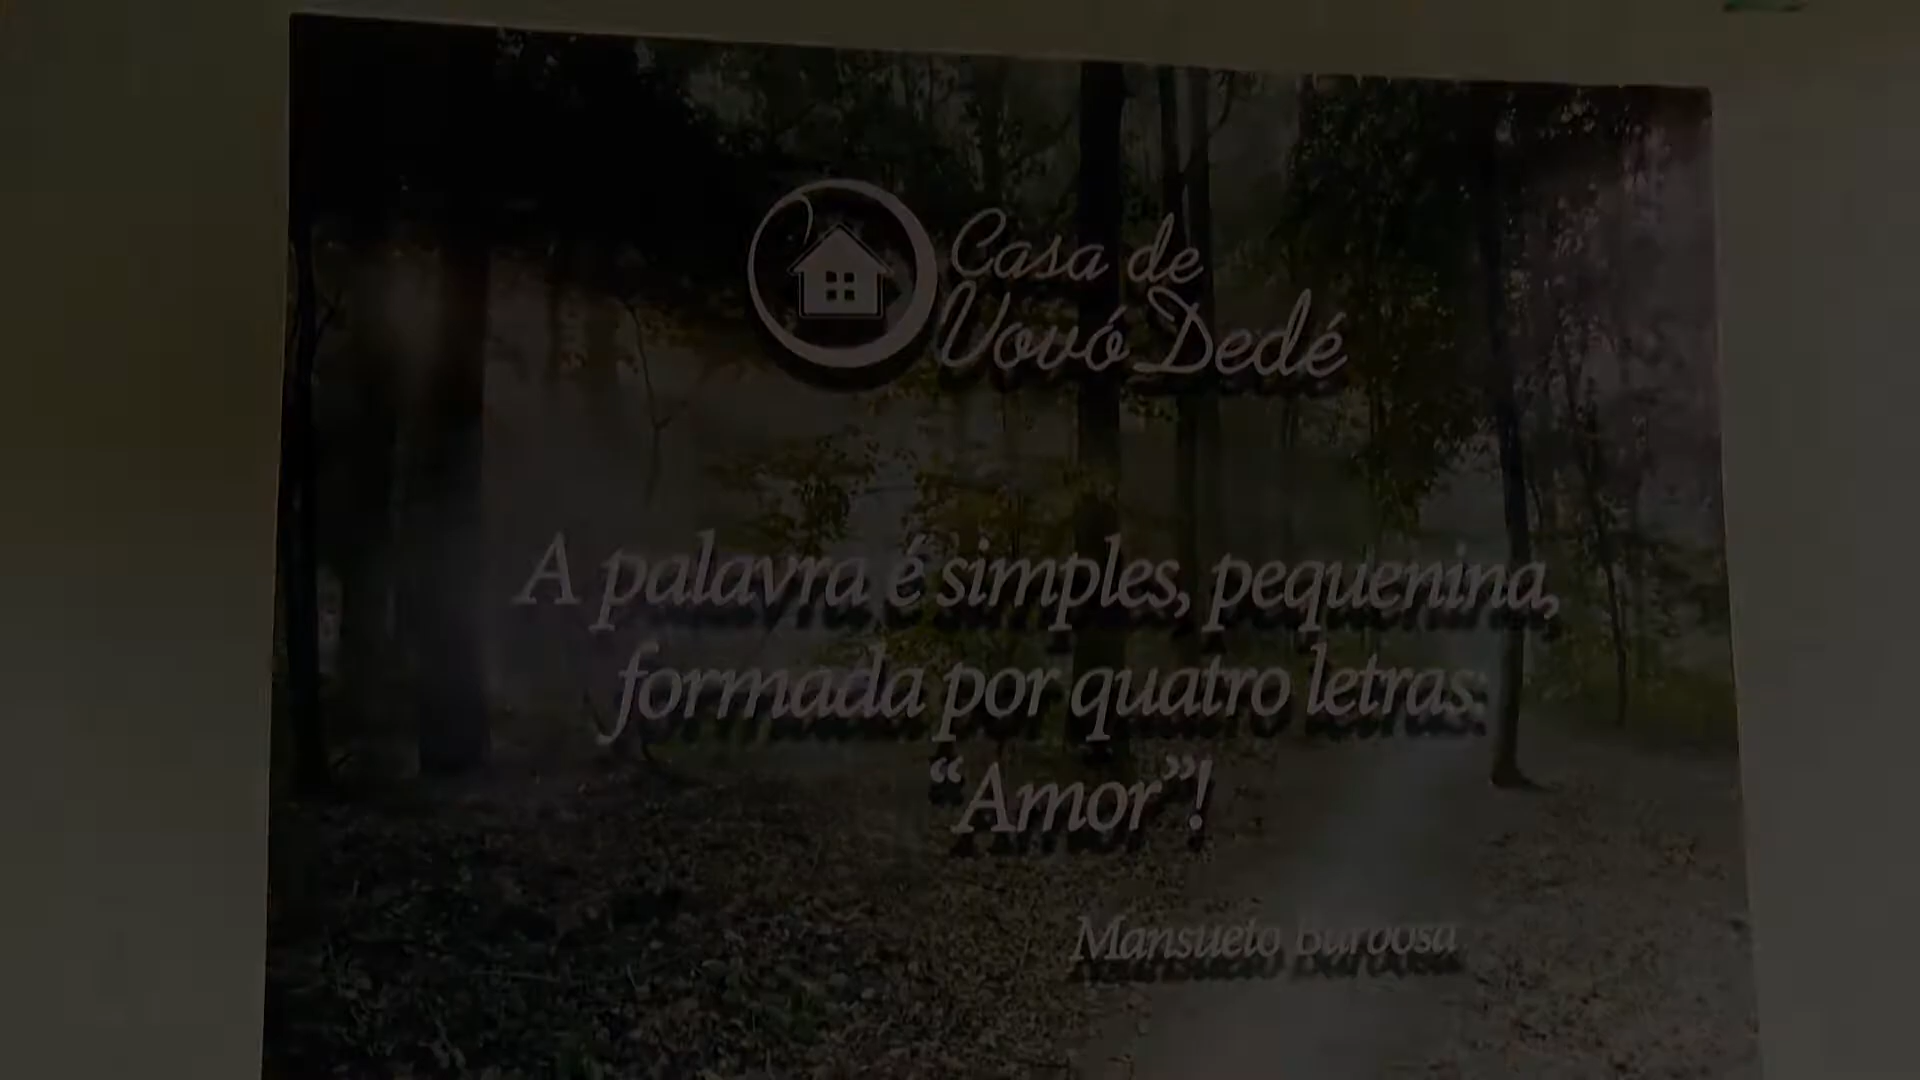 Casa de
Vovó Dedé
A palavra é simples, pequenina,
formada por quatro letras:
“Amor”!
Mansueto Barbosa